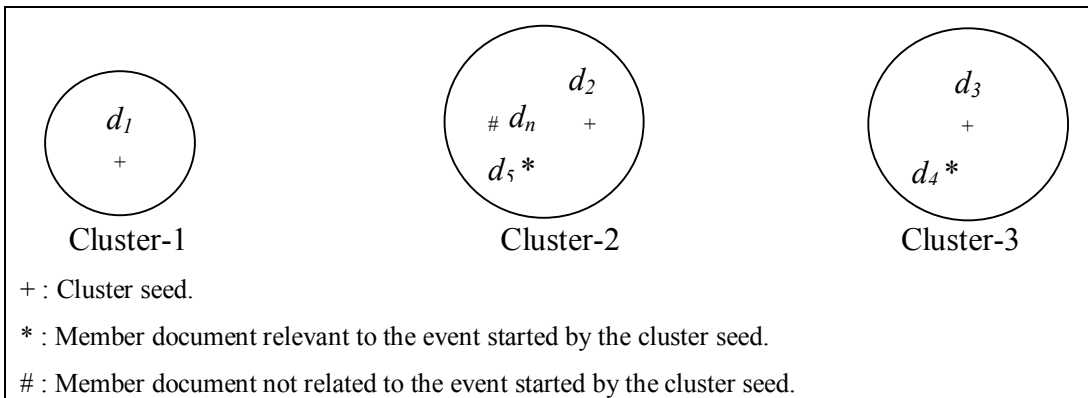 d1
+
Cluster-1
d2
# dn +
d5 *
Cluster-2
d3
+
d4 *
Cluster-3
+ : Cluster seed.
* : Member document relevant to the event started by the cluster seed.
# : Member document not related to the event started by the cluster seed.